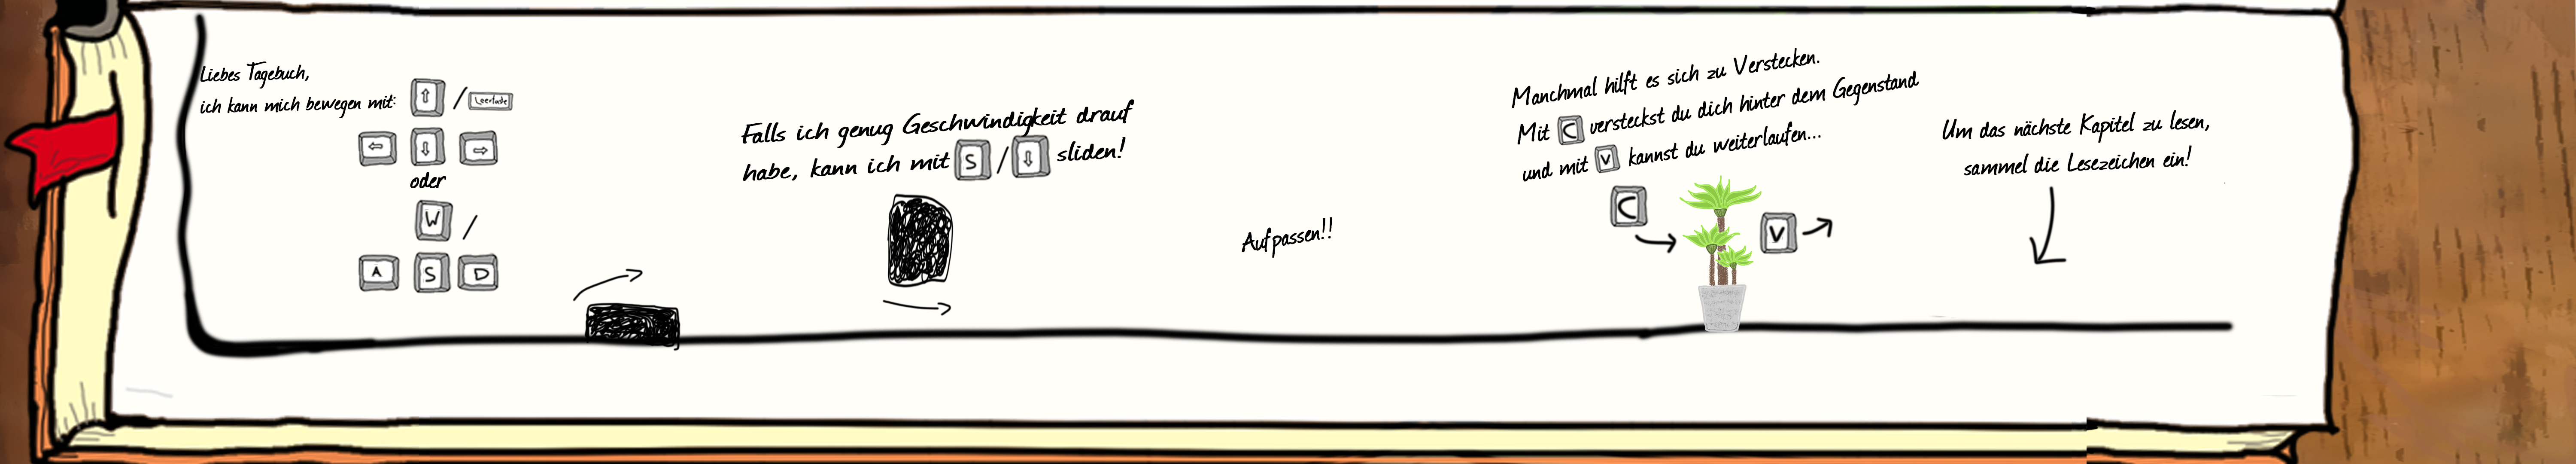 Liebes Tagebuch,
ich kann mich bewegen mit: ⇧ / Leertaste
⇦ ⇩ ⇨
oder
W /
A S D
Falls ich genug Geschwindigkeit drauf
habe, kann ich mit S / ⇩ sliden!
Aufpassen!!
Manchmal hilft es sich zu Verstecken.
Mit C versteckst du dich hinter dem Gegenstand
und mit V kannst du weiterlaufen...
C
V
Um das nächste Kapitel zu lesen,
sammel die Lesezeichen ein!